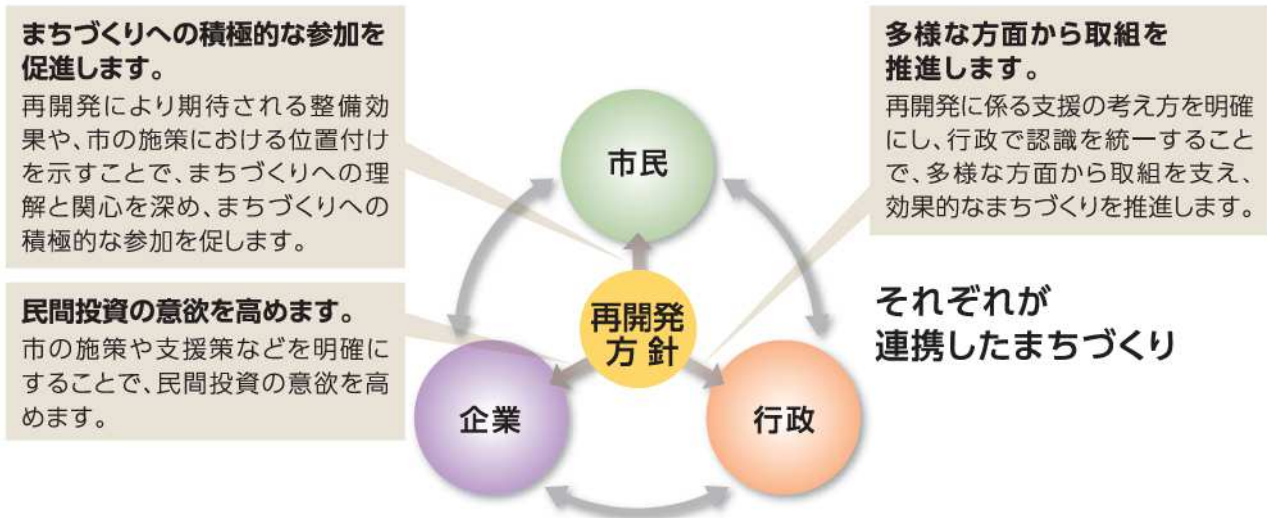 まちづくりへの積極的な参加を
促進します。
再開発により期待される整備効
果や、市の施策における位置付け
を示すことで、まちづくりへの理
解と関心を深め、まちづくりへの
積極的な参加を促します。
民間投資の意欲を高めます。
市の施策や支援策などを明確に
することで、民間投資の意欲を高
めます。
市民
再開発
方針
企業
行政
多様な方面から取組を
推進します。
再開発に係る支援の考え方を明確
にし、行政で認識を統一すること
で、多様な方面から取組を支え、
効果的なまちづくりを推進します。
それぞれが
連携したまちづくり